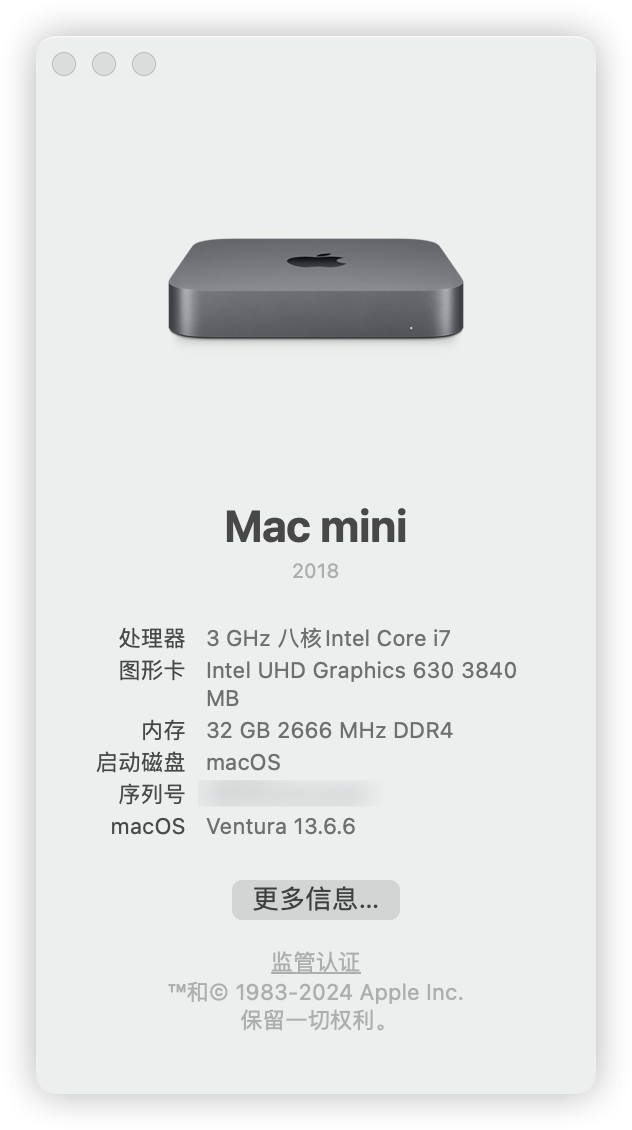 Mac mini
2018
处理器 3 GHz 八核Intel Core i7
图形卡 Intel UHD Graphics 630 3840
MB
内存 32 GB 2666 MHz DDR4
启动磁盘 macOS
序列号
macOS Ventura 13.6.6
更多信息...
监管认证
™和© 1983-2024 Apple Inc.
保留一切权利。